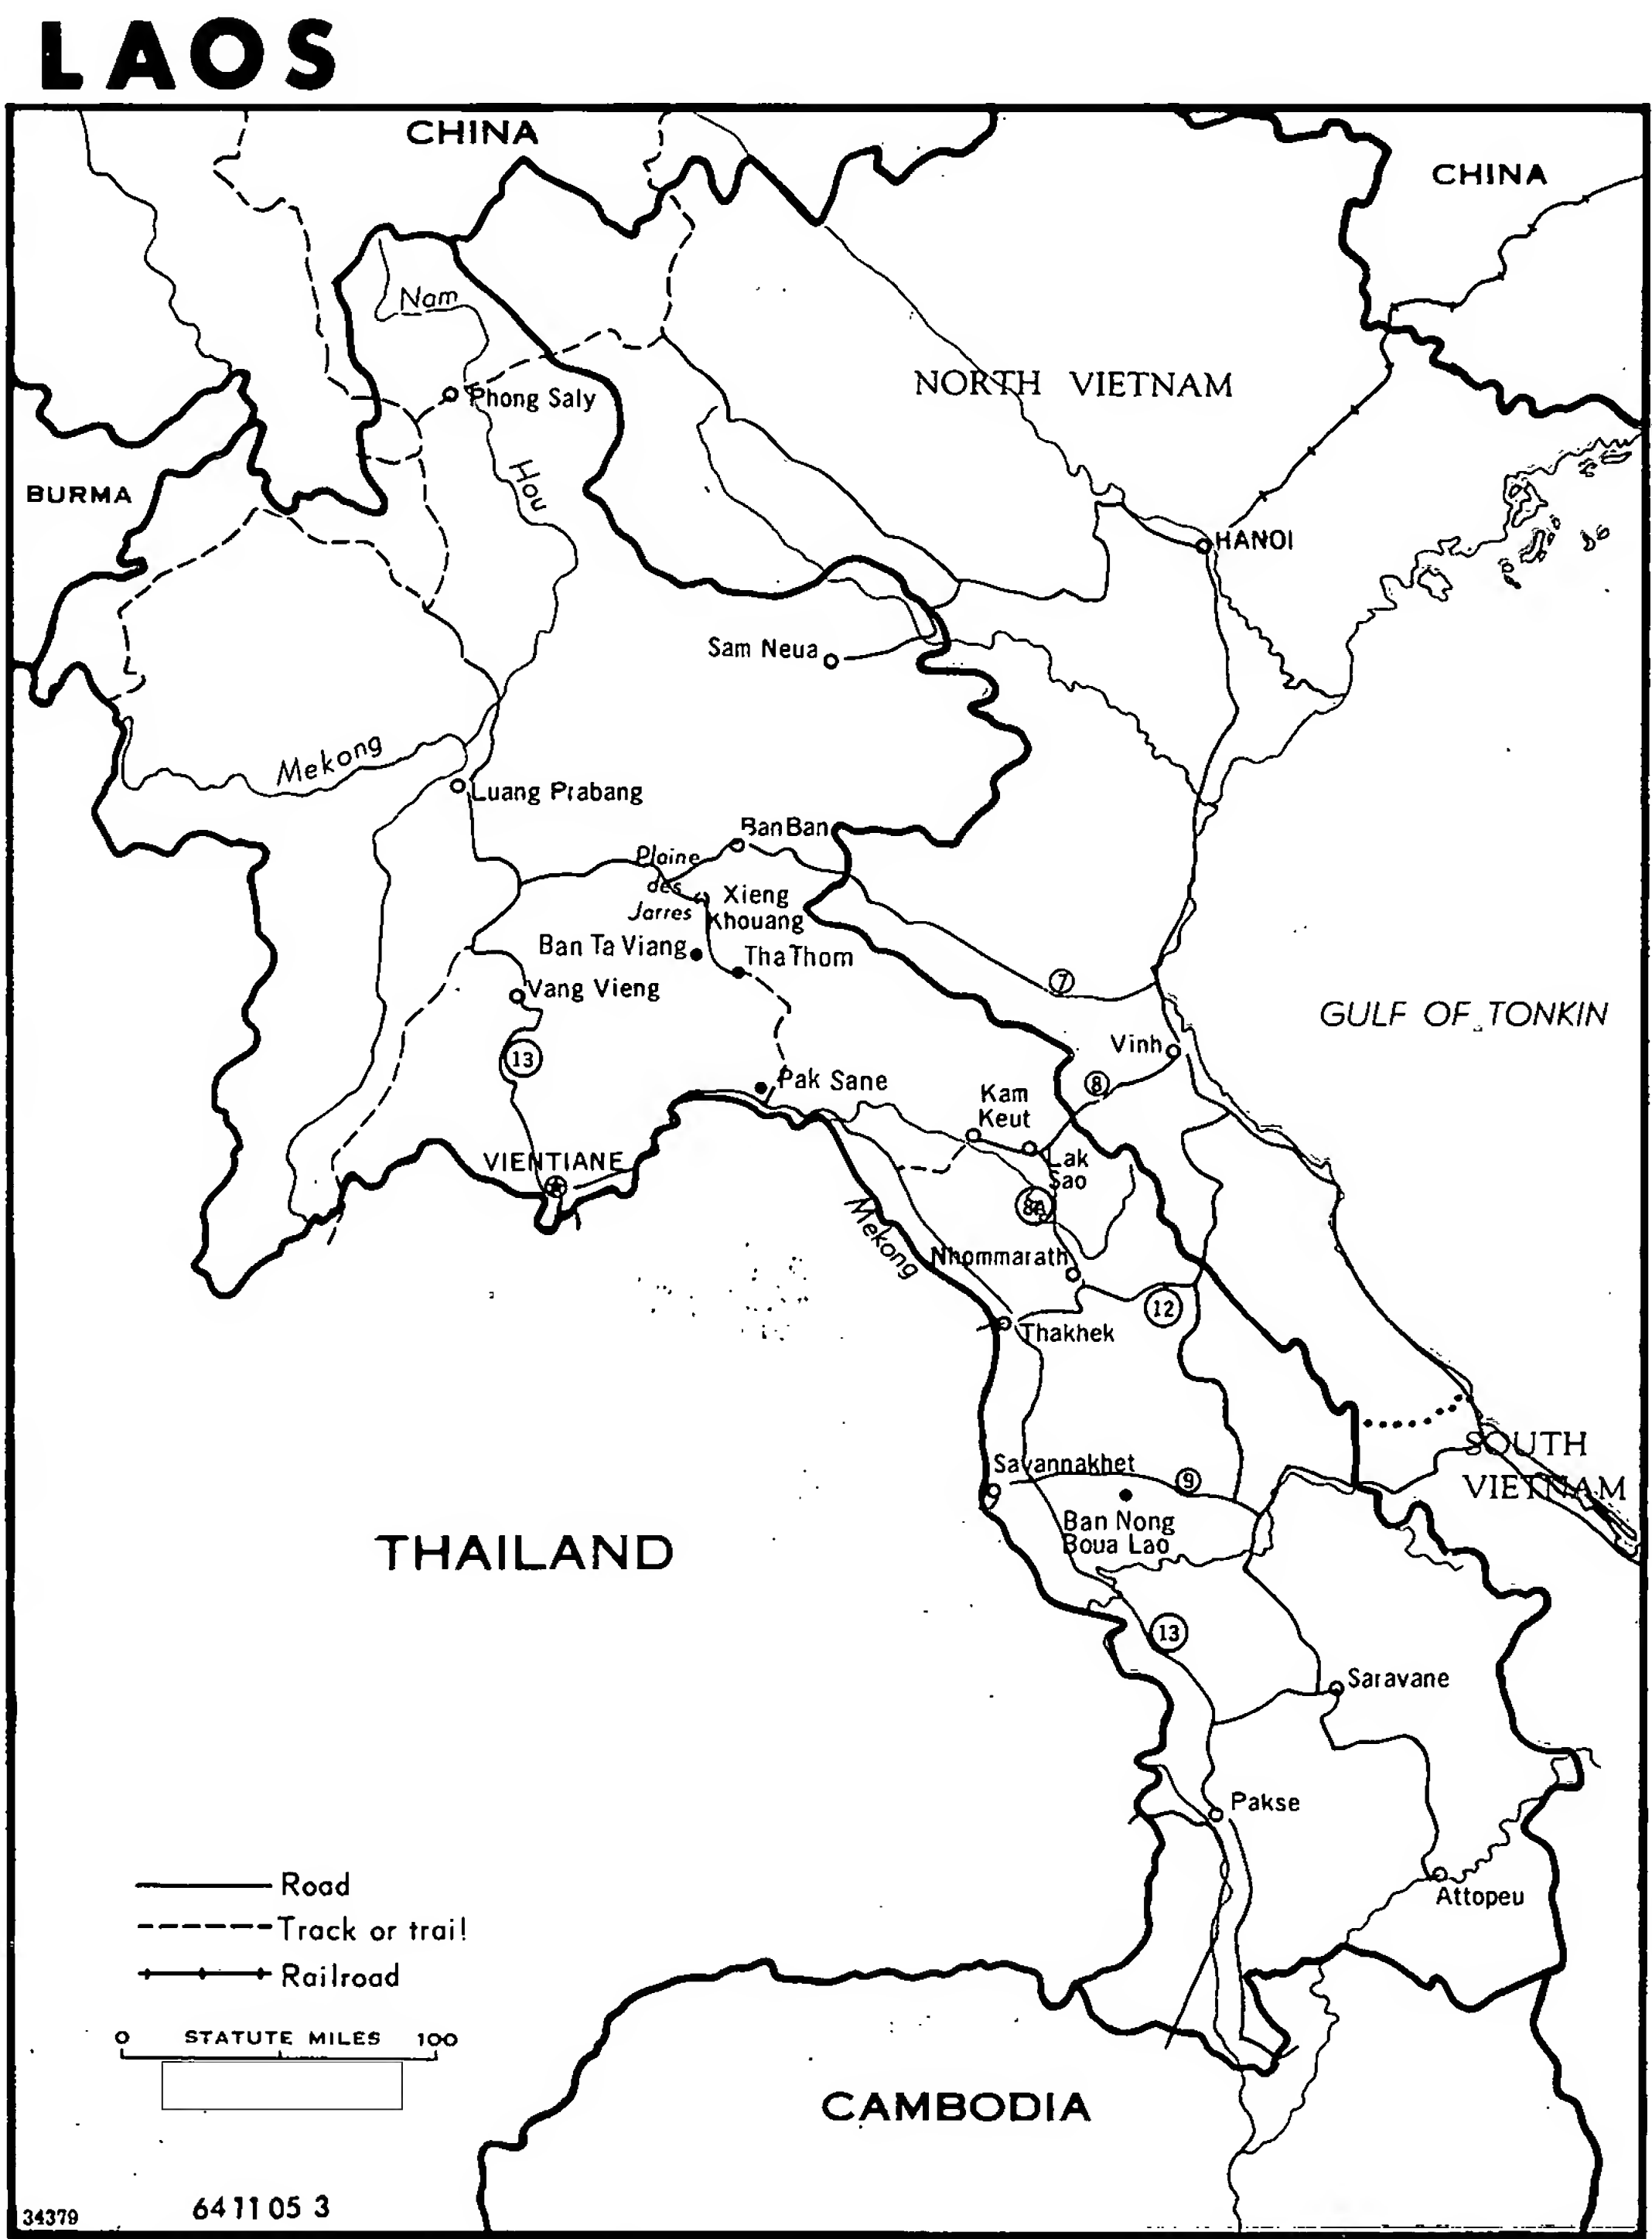 LAOS
CHINA
CHINA
Nam
NORTH VIETNAM
Phong Saly
BURMA
Hou
HANOI
Sam Neua
Mekong
Luang Prabang
Ban Ban
Plaine
des
Jarres
Xieng
Khouang
Ban Ta Viang
Tha Thom
Vang Vieng
7
GULF OF TONKIN
Vinh
13
8
Pak Sane
Kam
Keut
VIENTIANE
Lak
Sao
8A
Mekong
Nhommarath
12
Thakhek
SOUTH
VIETNAM
Savannakhet
9
Ban Nong
Boua Lao
THAILAND
13
Saravane
Pakse
Attopeu
Road
Track or trail
Railroad
0 STATUTE MILES 100
CAMBODIA
34379
641105 3